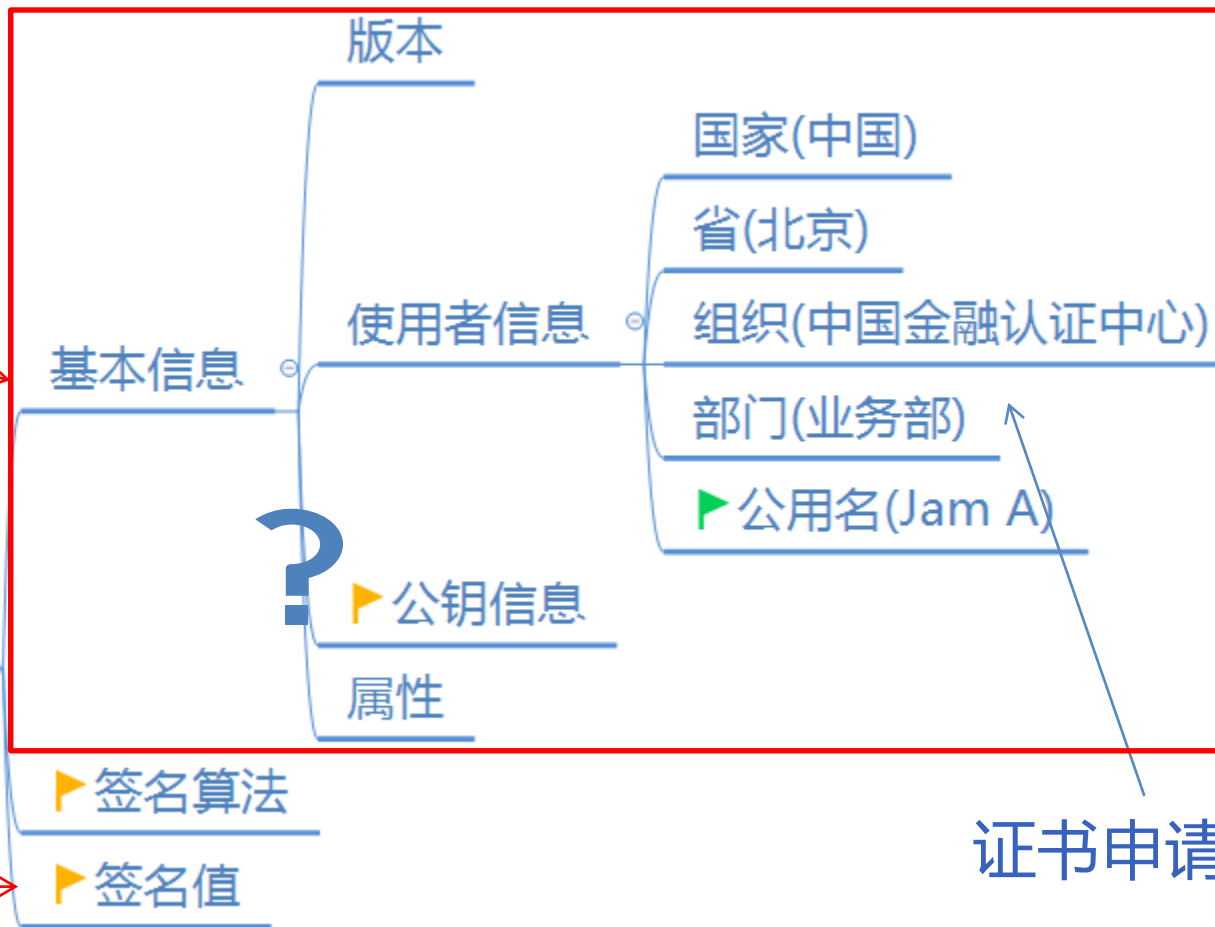 版本
国家(中国)
省(北京)
使用者信息
组织(中国金融认证中心)
基本信息
部门(业务部)
公用名(Jam A)
?
公钥信息
属性
签名算法
证书申请
签名值